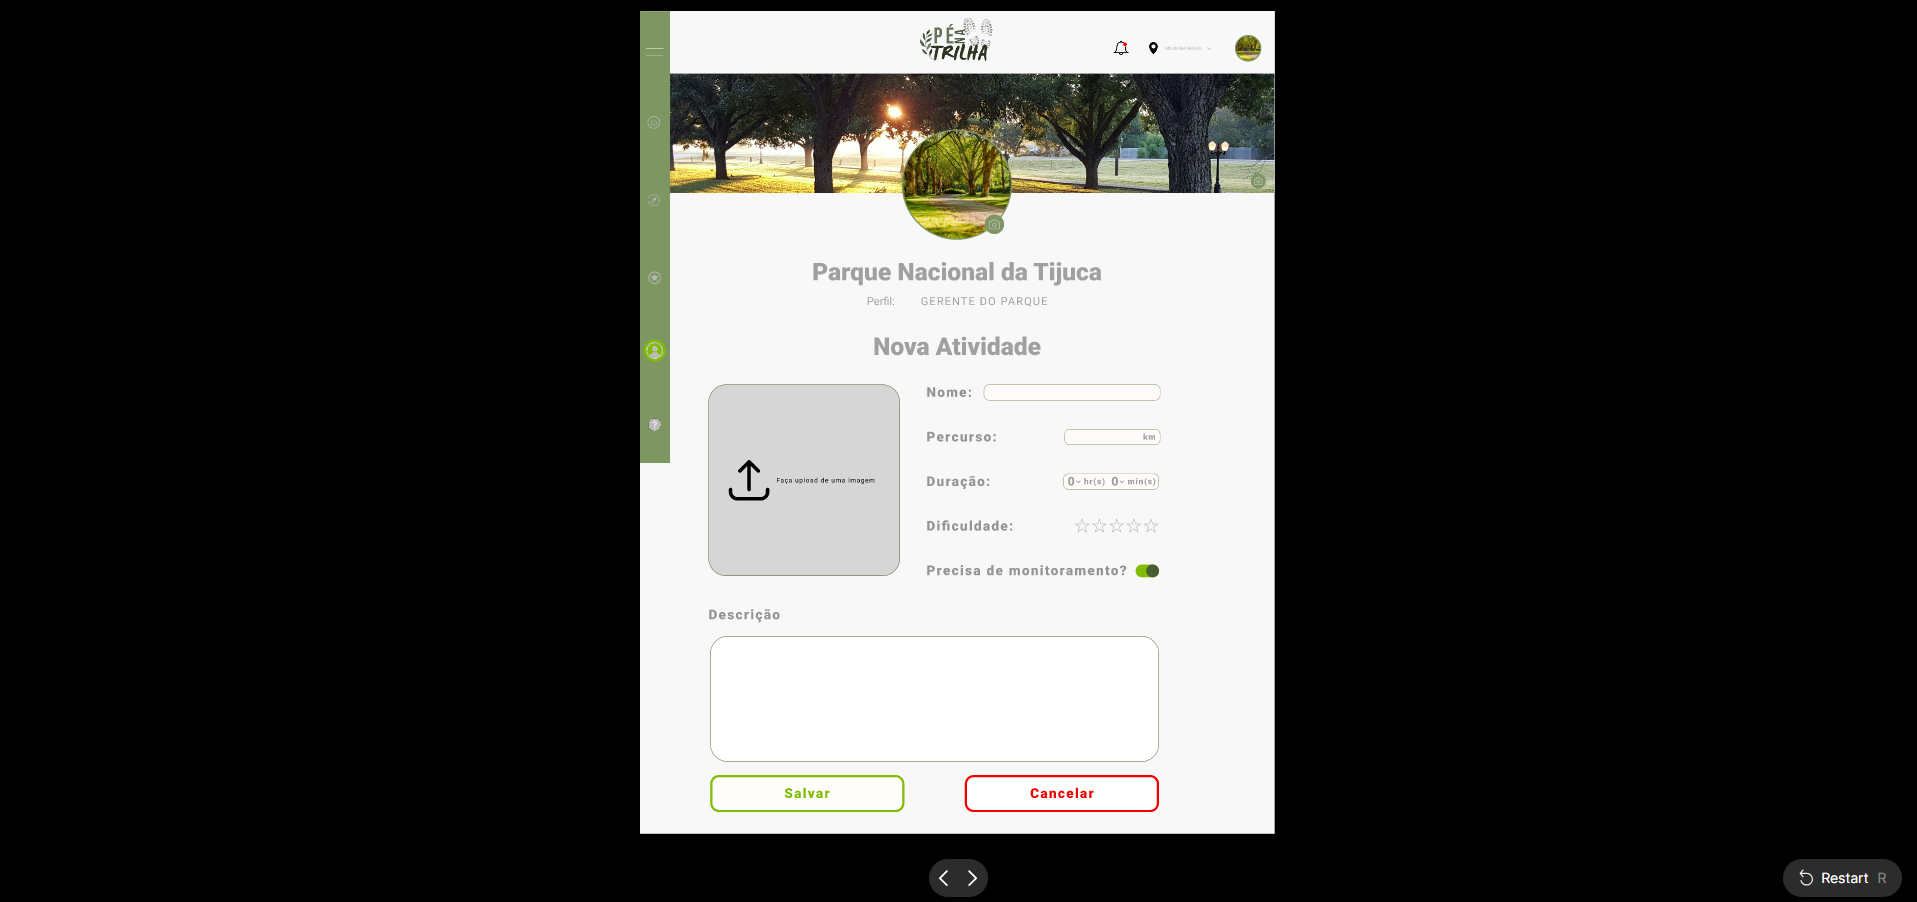 PÉ NA
TRILHA
Parque Nacional da Tijuca
Perfil: GERENTE DO PARQUE
Nova Atividade
Nome:
Percurso: km
Duração: 0 hr(s) 0 min(s)
Dificuldade:
Precisa de monitoramento?
Faça upload de uma imagem
Descrição
Salvar Cancelar
Restart R